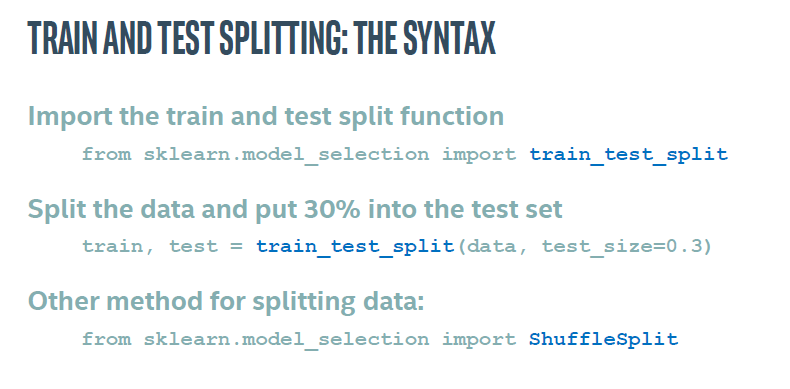 TRAIN AND TEST SPLITTING: THE SYNTAX
Import the train and test split function
from sklearn.model_selection import train_test_split
Split the data and put 30% into the test set
train, test = train_test_split(data, test_size=0.3)
Other method for splitting data:
from sklearn.model_selection import ShuffleSplit